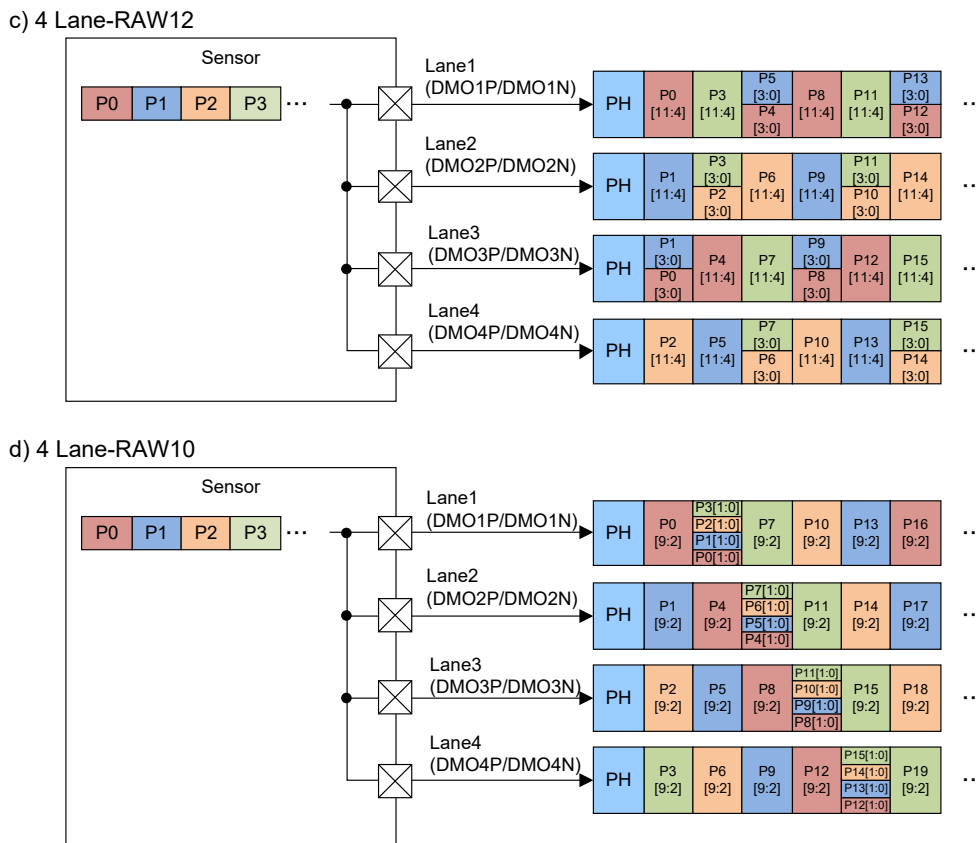 c) 4 Lane-RAW12
Sensor
P0 P1 P2 P3 ...
Lane1
(DMO1P/DMO1N)
PH
P0
[11:4]
P3
[11:4]
P5
[3:0]
P4
[3:0]
P8
[11:4]
P11
[11:4]
P13
[3:0]
P12
[3:0]
..
Lane2
(DMO2P/DMO2N)
PH
P1
[11:4]
P3
[3:0]
P2
[3:0]
P6
[11:4]
P9
[11:4]
P11
[3:0]
P10
[3:0]
P14
[11:4]
..
Lane3
(DMO3P/DMO3N)
PH
P1
[3:0]
P0
[3:0]
P4
[11:4]
P7
[11:4]
P9
[3:0]
P8
[3:0]
P12
[11:4]
P15
[11:4]
..
Lane4
(DMO4P/DMO4N)
PH
P2
[11:4]
P5
[11:4]
P7
[3:0]
P6
[3:0]
P10
[11:4]
P13
[11:4]
P15
[3:0]
P14
[3:0]
..
d) 4 Lane-RAW10
Sensor
P0 P1 P2 P3 ...
Lane1
(DMO1P/DMO1N)
PH
P0
[9:2]
P3[1:0]
P2[1:0]
P1[1:0]
P0[1:0]
P7
[9:2]
P10
[9:2]
P13
[9:2]
P16
[9:2]
..
Lane2
(DMO2P/DMO2N)
PH
P1
[9:2]
P4
[9:2]
P7[1:0]
P6[1:0]
P5[1:0]
P4[1:0]
P11
[9:2]
P14
[9:2]
P17
[9:2]
..
Lane3
(DMO3P/DMO3N)
PH
P2
[9:2]
P5
[9:2]
P8
[9:2]
P11[1:0]
P10[1:0]
P9[1:0]
P8[1:0]
P15
[9:2]
P18
[9:2]
..
Lane4
(DMO4P/DMO4N)
PH
P3
[9:2]
P6
[9:2]
P9
[9:2]
P12
[9:2]
P15[1:0]
P14[1:0]
P13[1:0]
P12[1:0]
P19
[9:2]
..